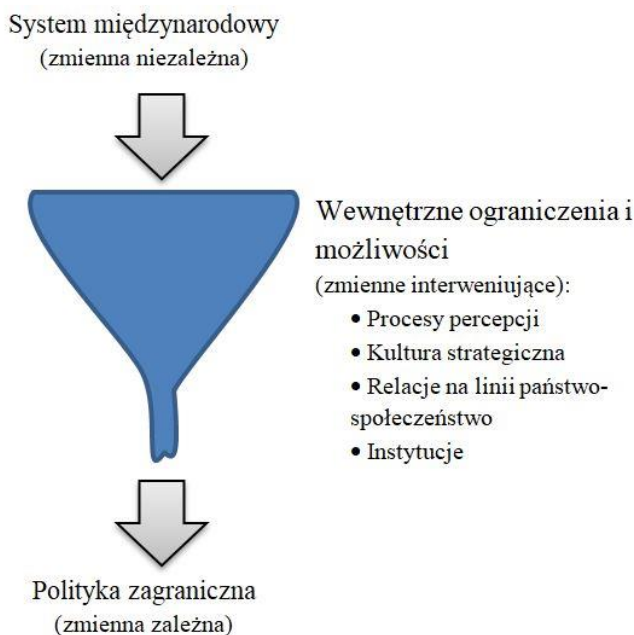 System międzynarodowy
(zmienna niezależna)
Wewnętrzne ograniczenia i
możliwości
(zmienne interweniujące):
• Procesy percepcji
• Kultura strategiczna
• Relacje na linii państwo-
społeczeństwo
• Instytucje
Polityka zagraniczna
(zmienna zależna)